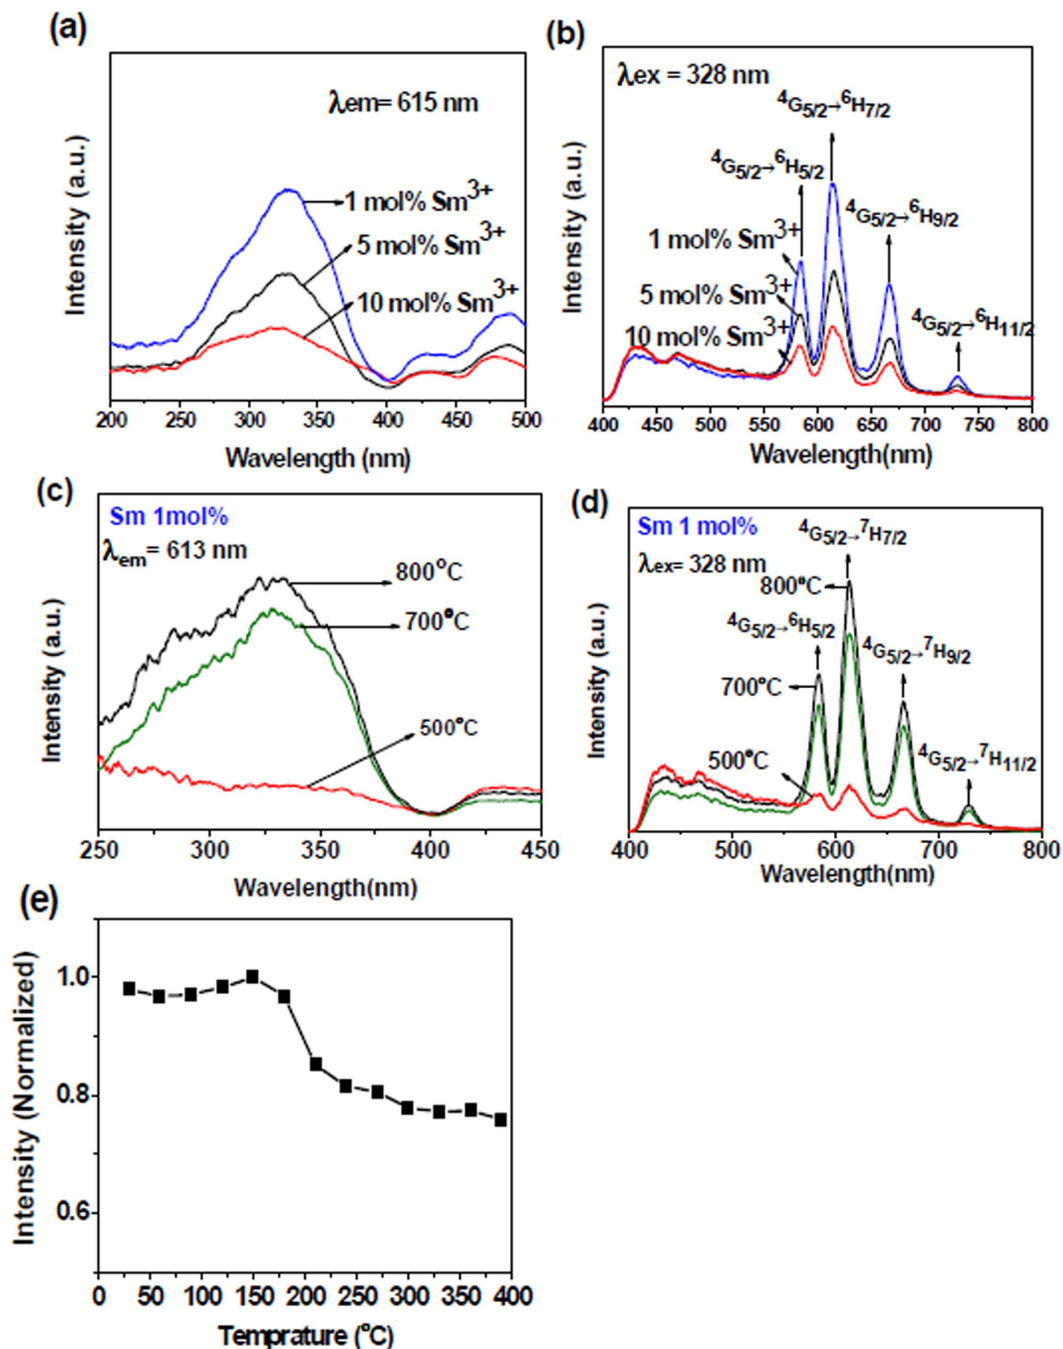 (a)
λem= 615 nm
1 mol% Sm³⁺
5 mol% Sm³⁺
10 mol% Sm³⁺
Intensity (a.u.)
200 250 300 350 400 450 500
Wavelength (nm)
(b)
λex = 328 nm
⁴G₅/₂→⁶H₇/₂
⁴G₅/₂→⁶H₅/₂
⁴G₅/₂→⁶H₉/₂
1 mol% Sm³⁺
5 mol% Sm³⁺
⁴G₅/₂→⁶H₁₁/₂
10 mol% Sm³⁺
Intensity (a.u.)
400 450 500 550 600 650 700 750 800
Wavelength(nm)
(c)
Sm 1mol%
λem= 613 nm
800°C
700°C
500°C
Intensity (a.u.)
250 300 350 400 450
Wavelength(nm)
(d)
Sm 1 mol%
⁴G₅/₂→⁷H₇/₂
λex= 328 nm
800°C
⁴G₅/₂→⁶H₅/₂
⁴G₅/₂→⁷H₉/₂
700°C
500°C
⁴G₅/₂→⁷H₁₁/₂
Intensity (a.u.)
400 500 600 700 800
Wavelength(nm)
(e)
Intensity (Normalized)
1.0
0.8
0.6
0 50 100 150 200 250 300 350 400
Temprature (°C)